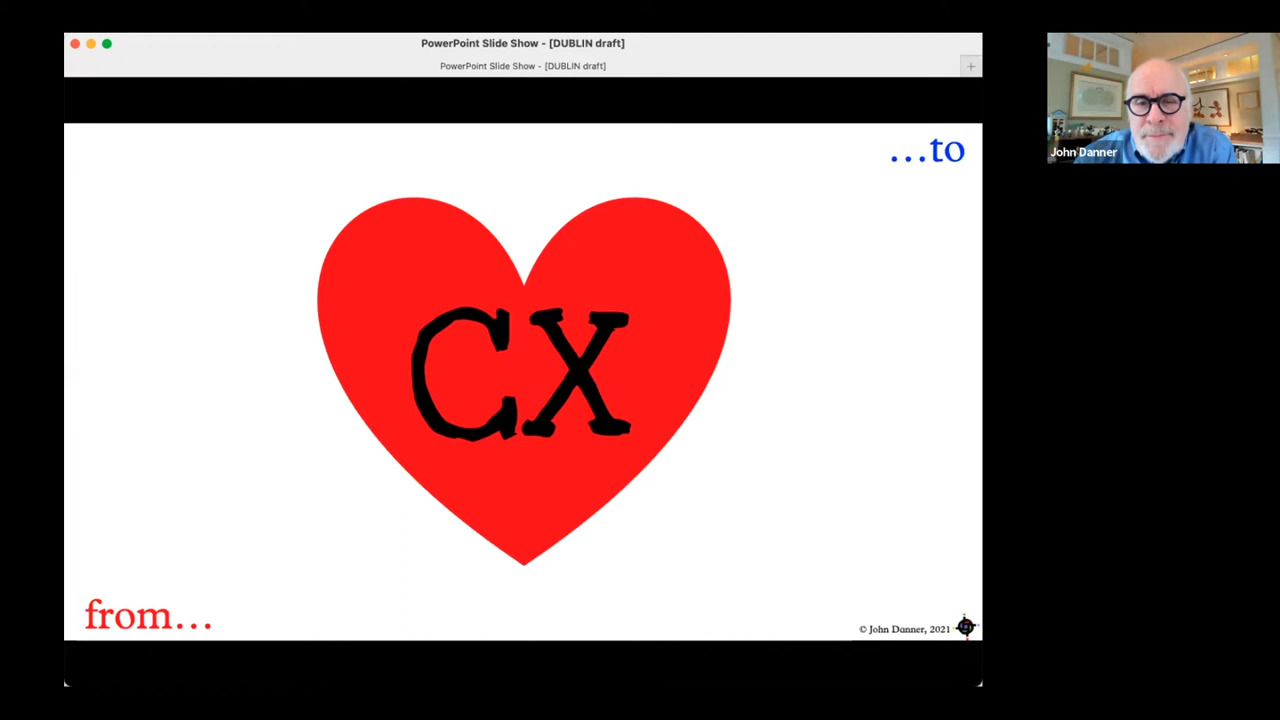 PowerPoint Slide Show - [DUBLIN draft]
PowerPoint Slide Show - [DUBLIN draft]
John Danner
…to
CX
from…
© John Danner, 2021